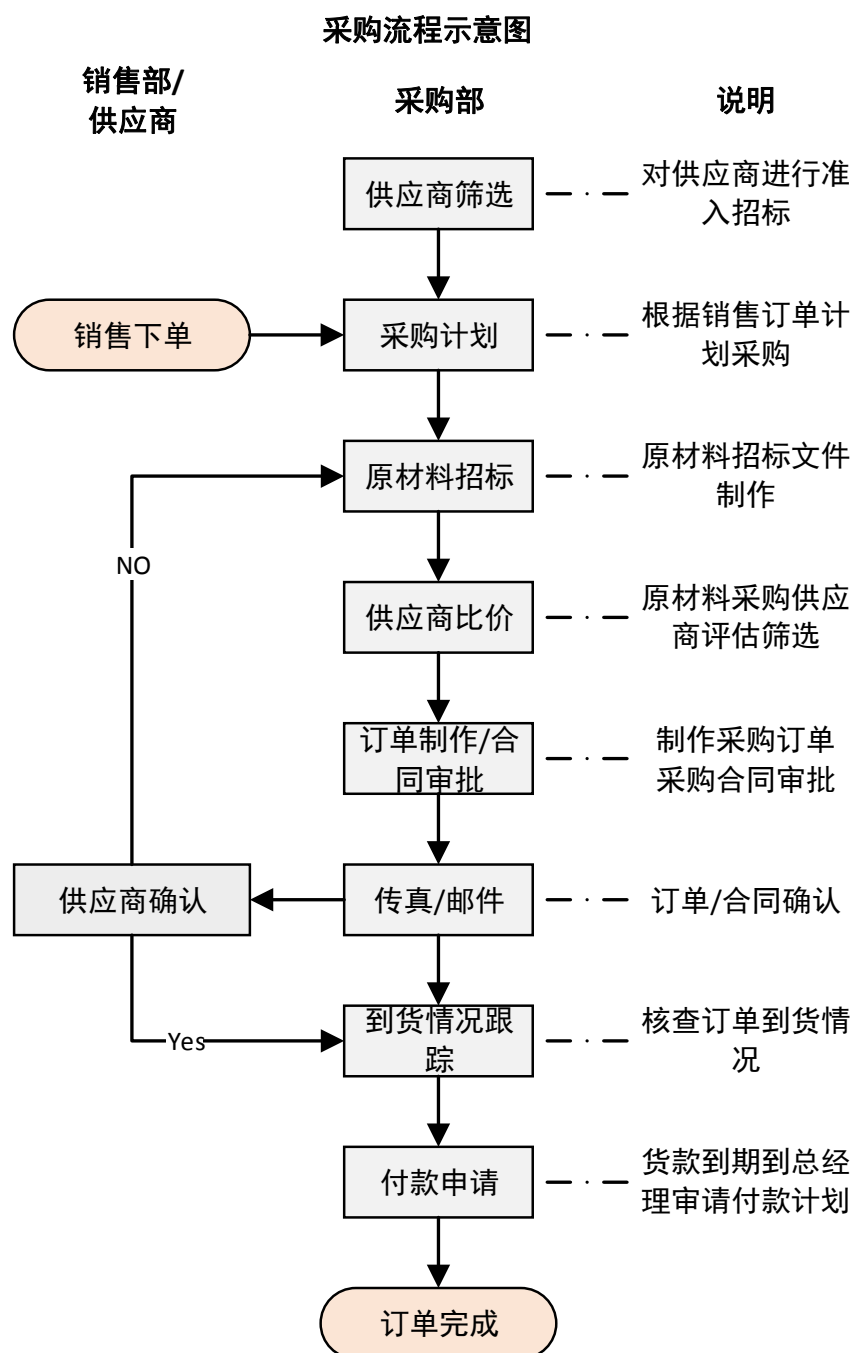 采购流程示意图
销售部/
供应商
采购部
说明
供应商筛选
对供应商进行准
入招标
销售下单
采购计划
根据销售订单计
划采购
原材料招标
原材料招标文件
制作
NO
供应商比价
原材料采购供应
商评估筛选
订单制作/合
同审批
制作采购订单
采购合同审批
供应商确认
传真/邮件
订单/合同确认
Yes
到货情况跟
踪
核查订单到货情
况
付款申请
货款到期到总经
理审请付款计划
订单完成